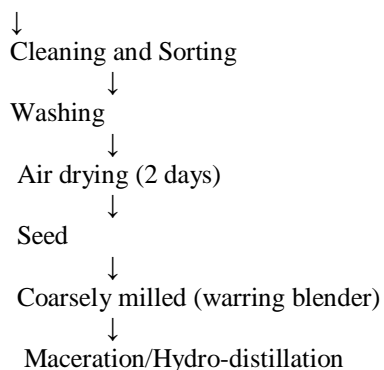 ↓
Cleaning and Sorting
↓
Washing
↓
Air drying (2 days)
↓
Seed
↓
Coarsely milled (warring blender)
↓
Maceration/Hydro-distillation